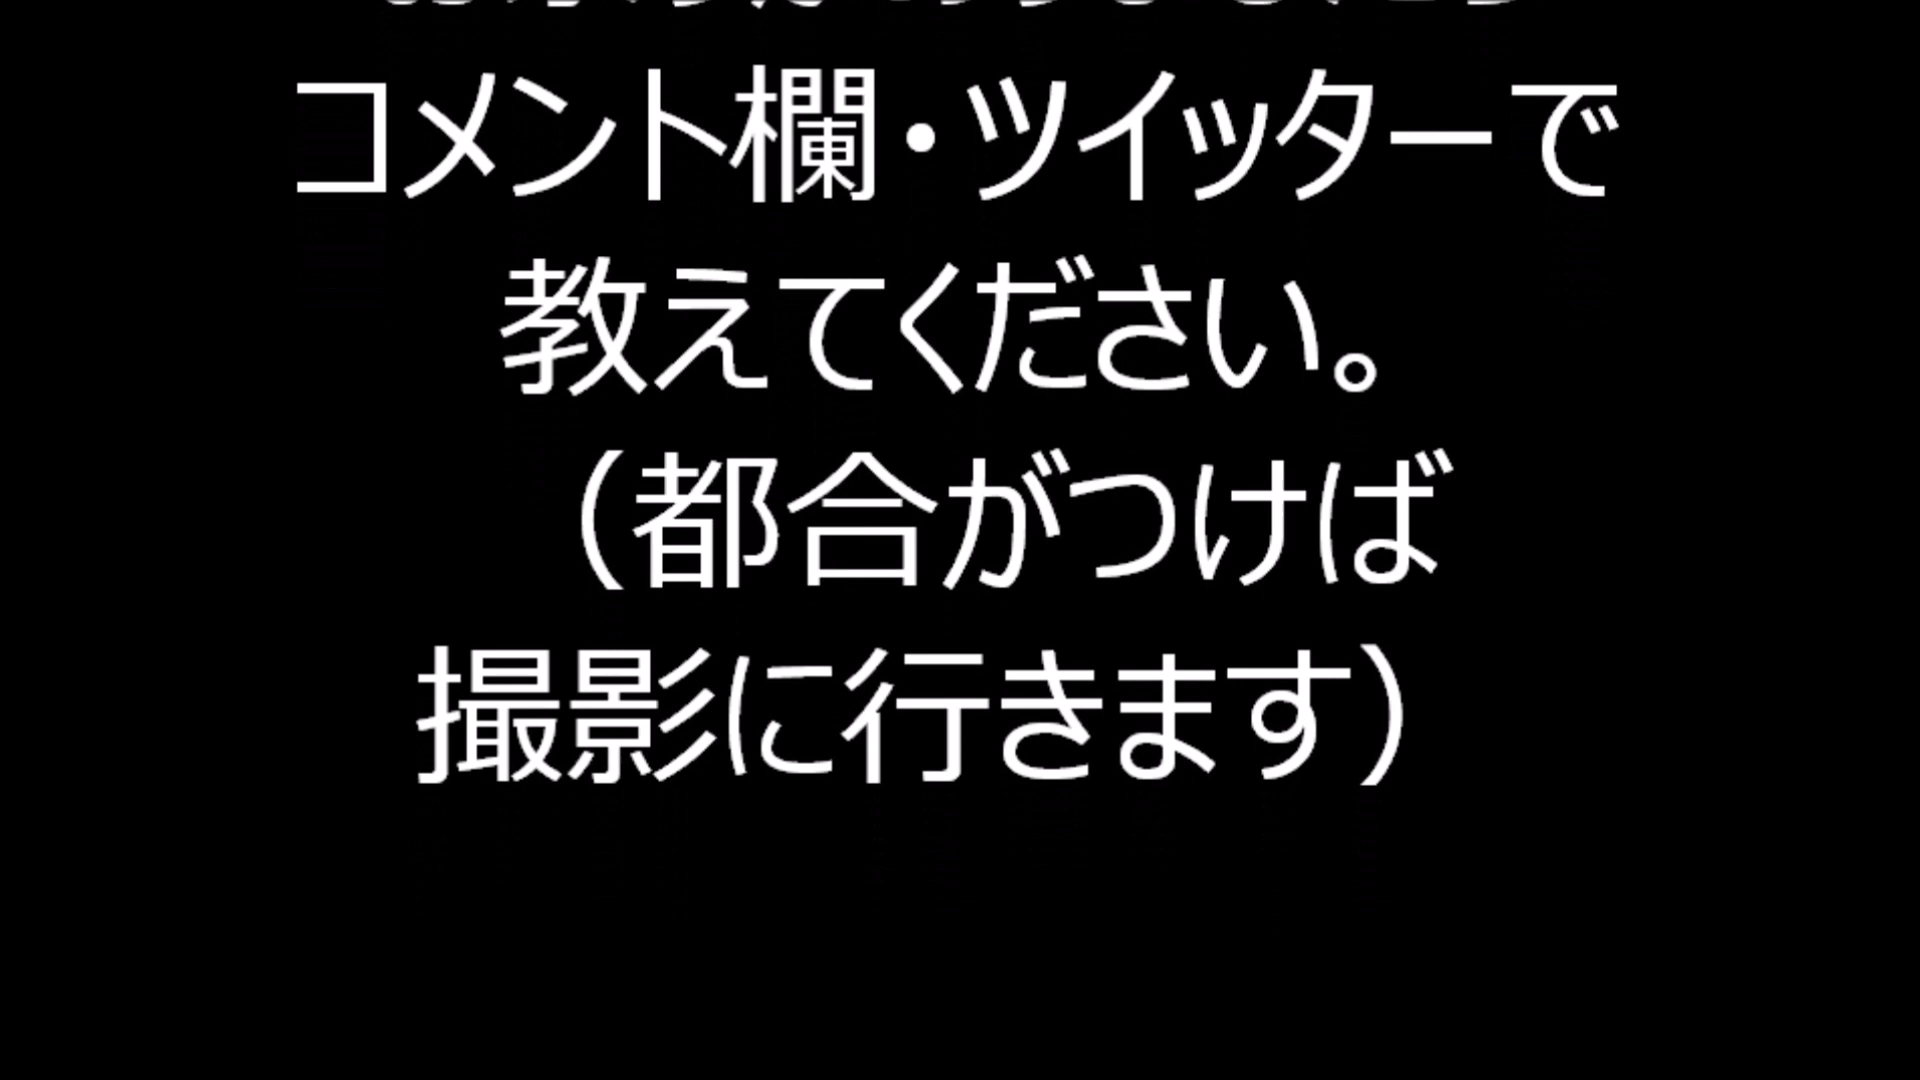 コメント欄・ツイッターで
教えてください。
（都合がつけば
撮影に行きます）